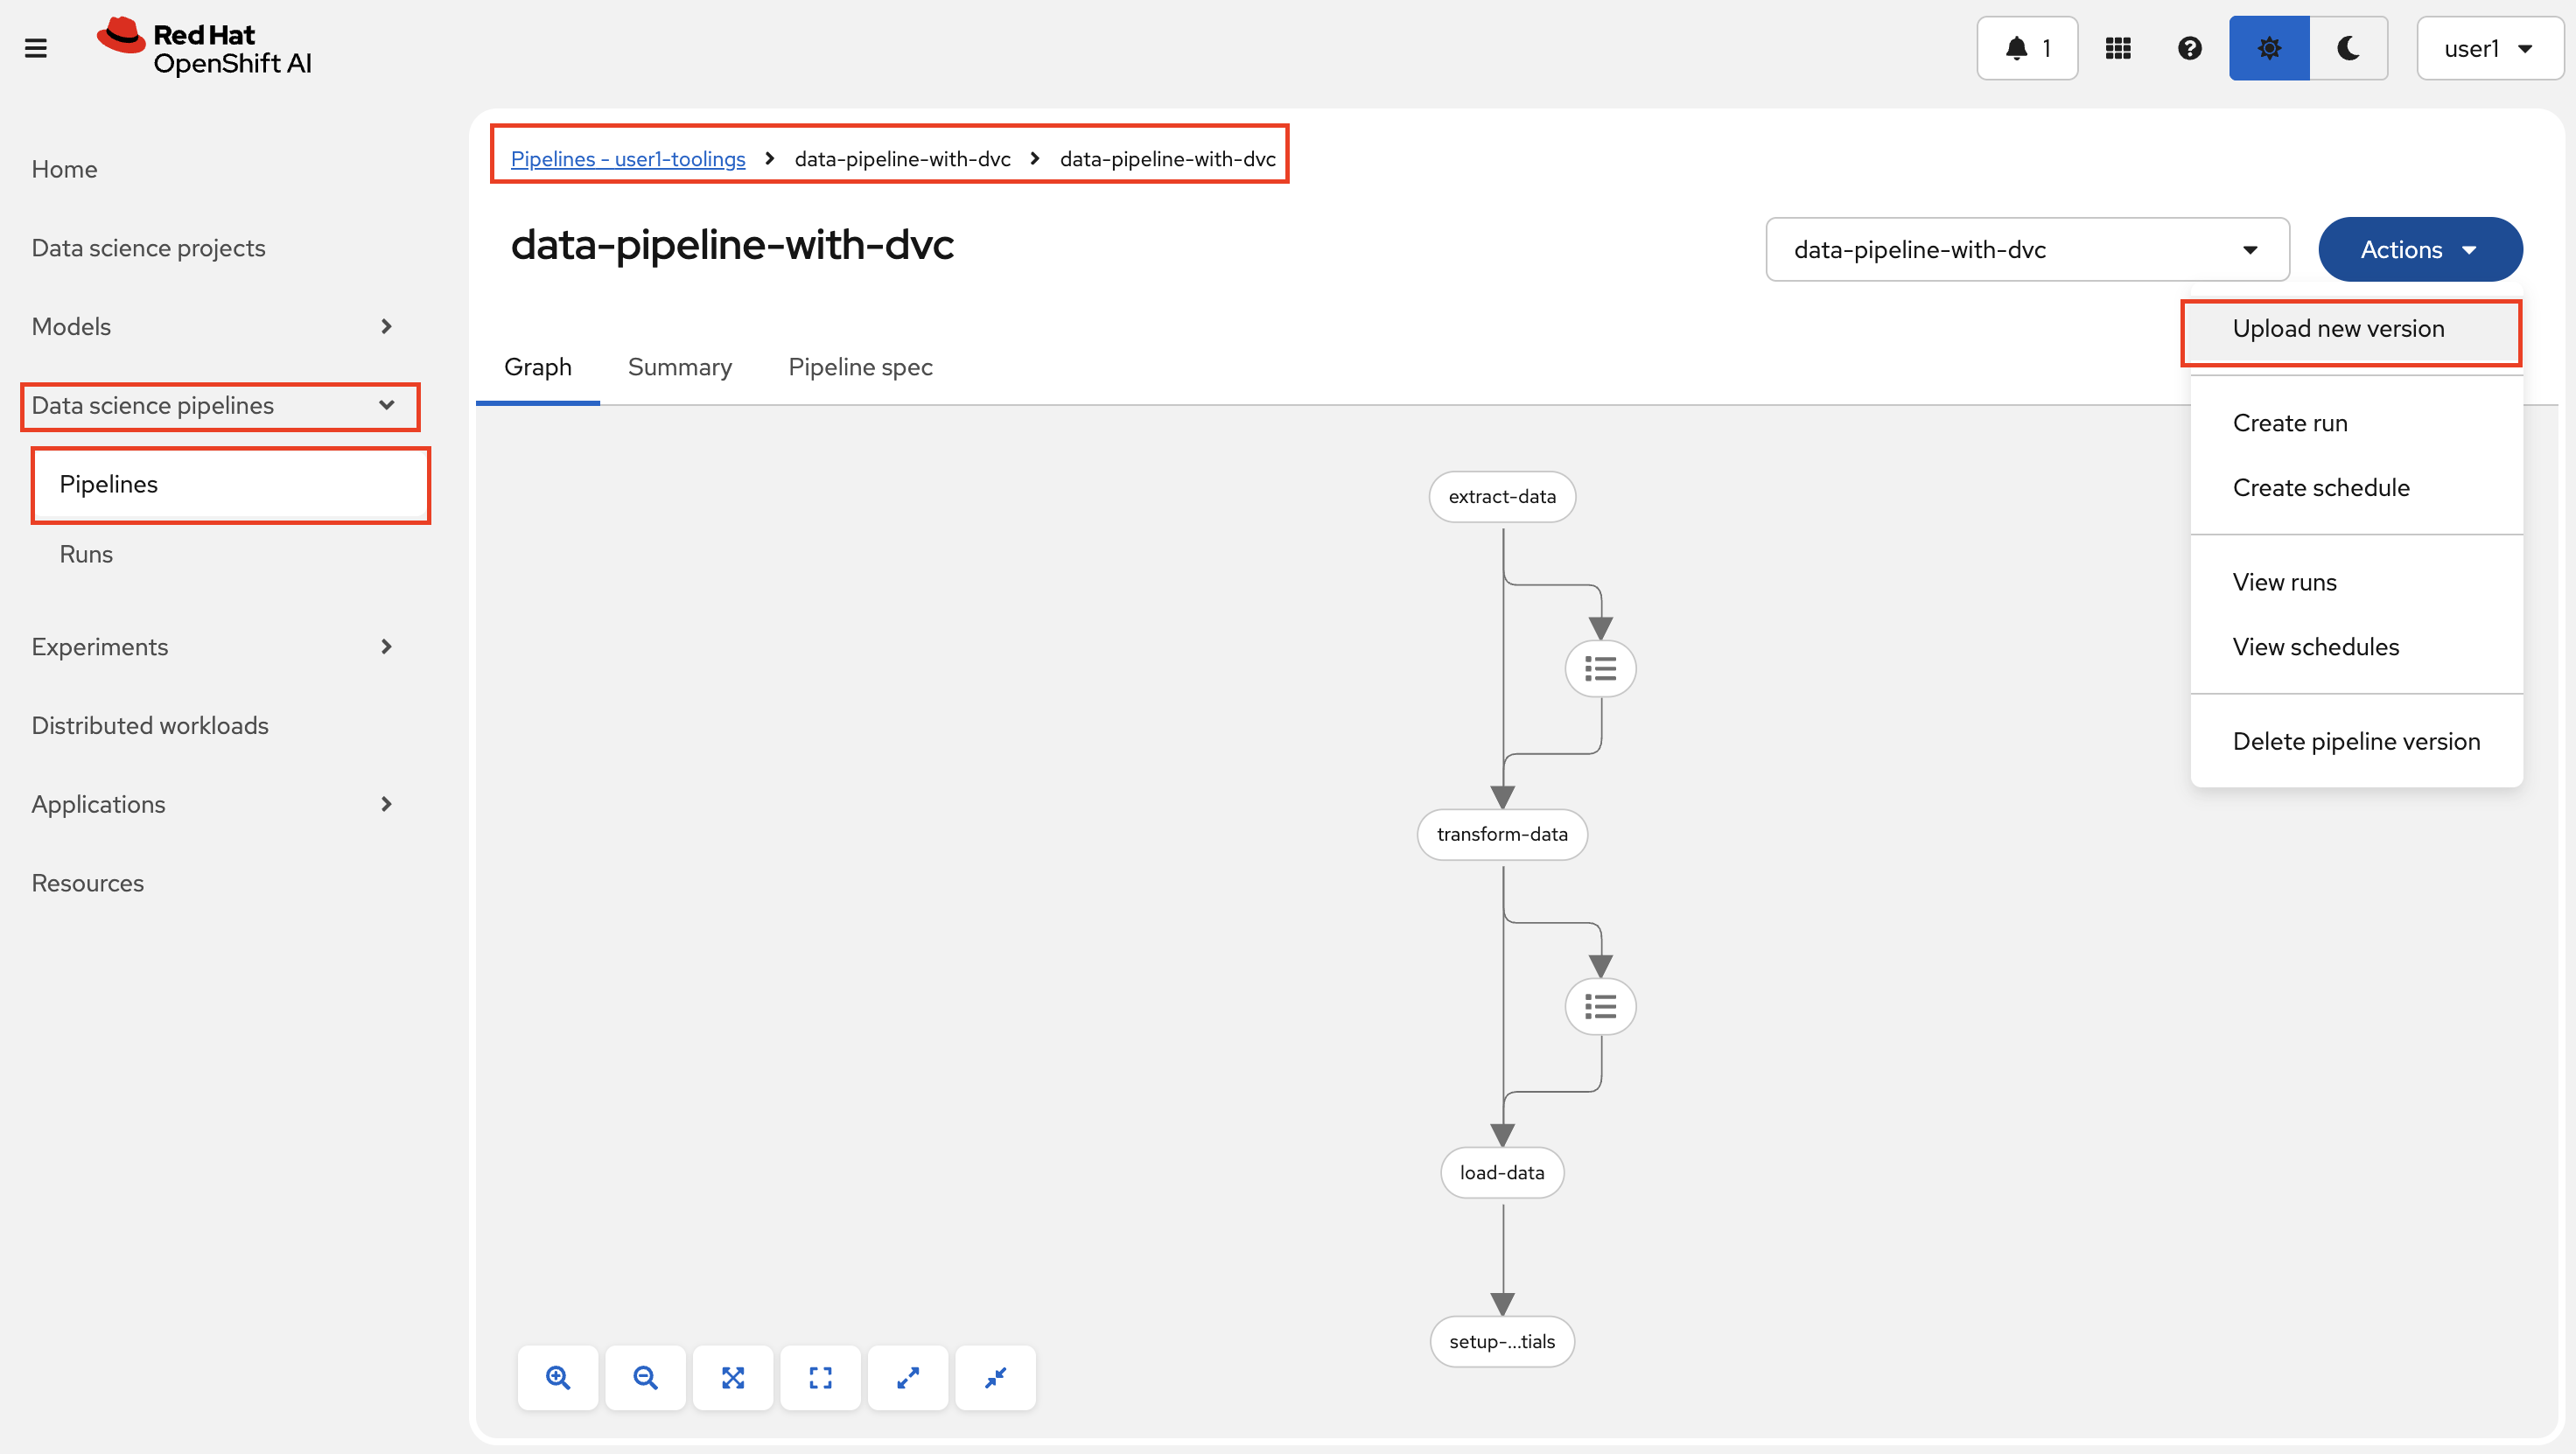 Red Hat
OpenShift AI
1
user1
Home
Data science projects
Models
Data science pipelines
Pipelines
Runs
Experiments
Distributed workloads
Applications
Resources
Pipelines - user1-toolings > data-pipeline-with-dvc > data-pipeline-with-dvc
data-pipeline-with-dvc
data-pipeline-with-dvc
Actions
Upload new version
Create run
Create schedule
View runs
View schedules
Delete pipeline version
Graph Summary Pipeline spec
extract-data
transform-data
load-data
setup-...tials